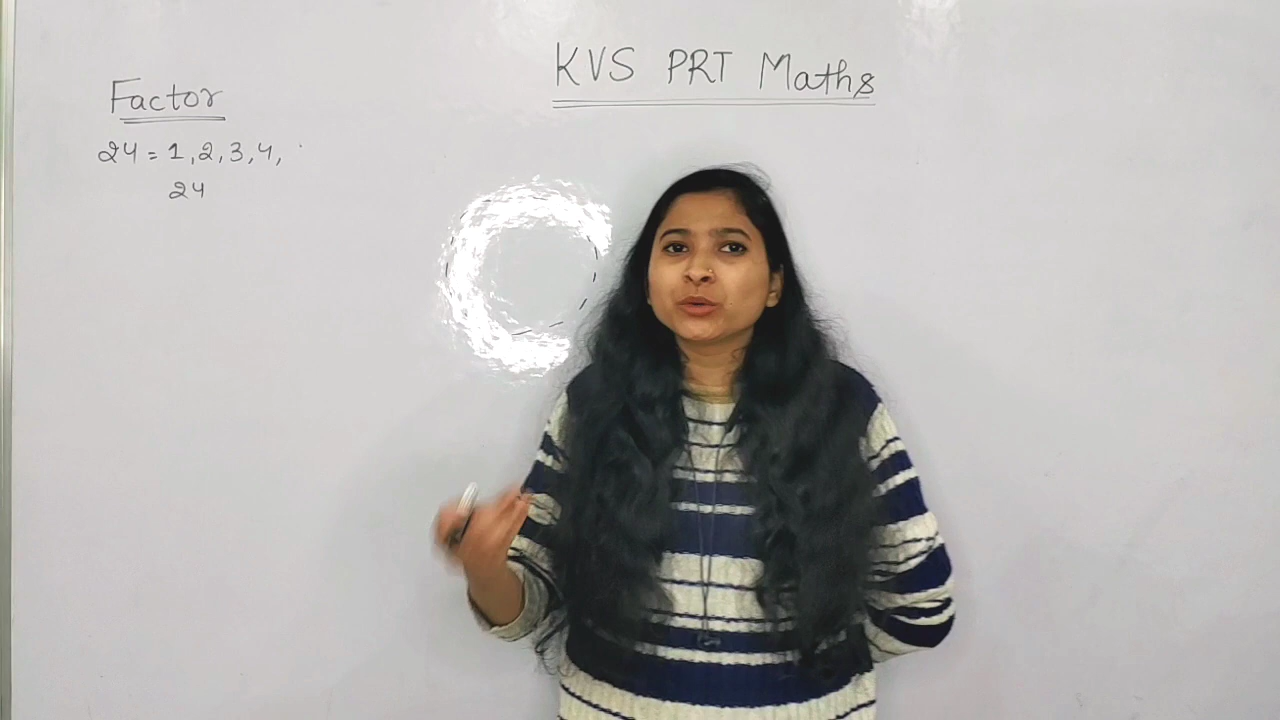 KVS PRT Maths
Factor
24 = 1, 2, 3, 4,
24